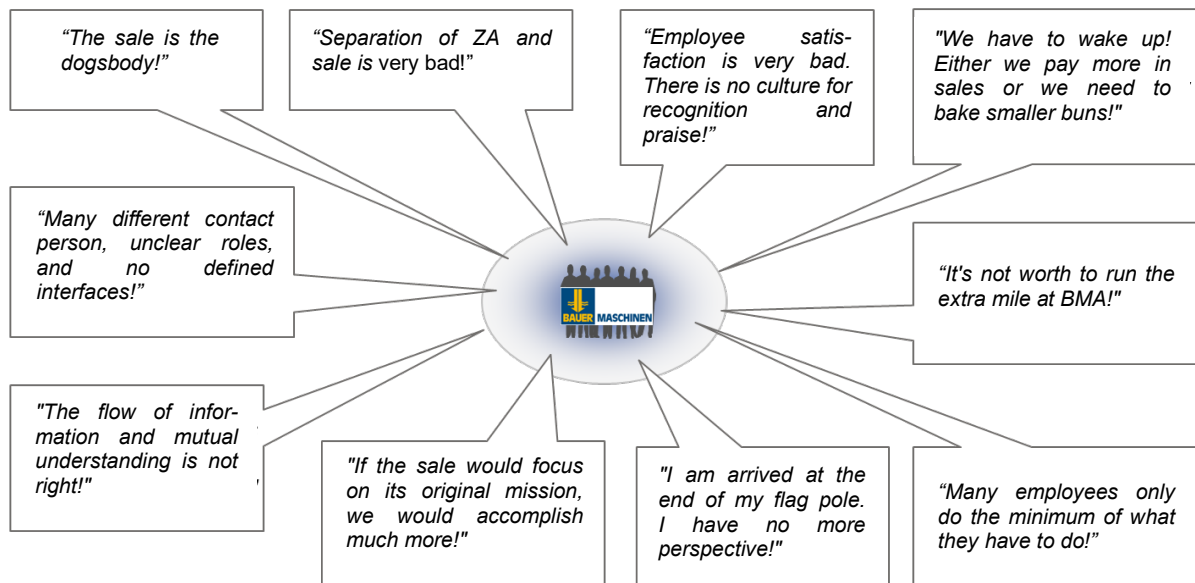 “The sale is the
dogsbody!”
“Separation of ZA and
sale is very bad!”
“Employee satis-
faction is very bad.
There is no culture for
recognition and
praise!”
"We have to wake up!
Either we pay more in
sales or we need to
bake smaller buns!"
“Many different contact
person, unclear roles,
and no defined
interfaces!”
BAUER MASCHINEN
“It's not worth to run the
extra mile at BMA!"
"The flow of infor-
mation and mutual
understanding is not
right!"
"If the sale would focus
on its original mission,
we would accomplish
much more!"
"I am arrived at the
end of my flag pole.
I have no more
perspective!"
“Many employees only
do the minimum of what
they have to do!”